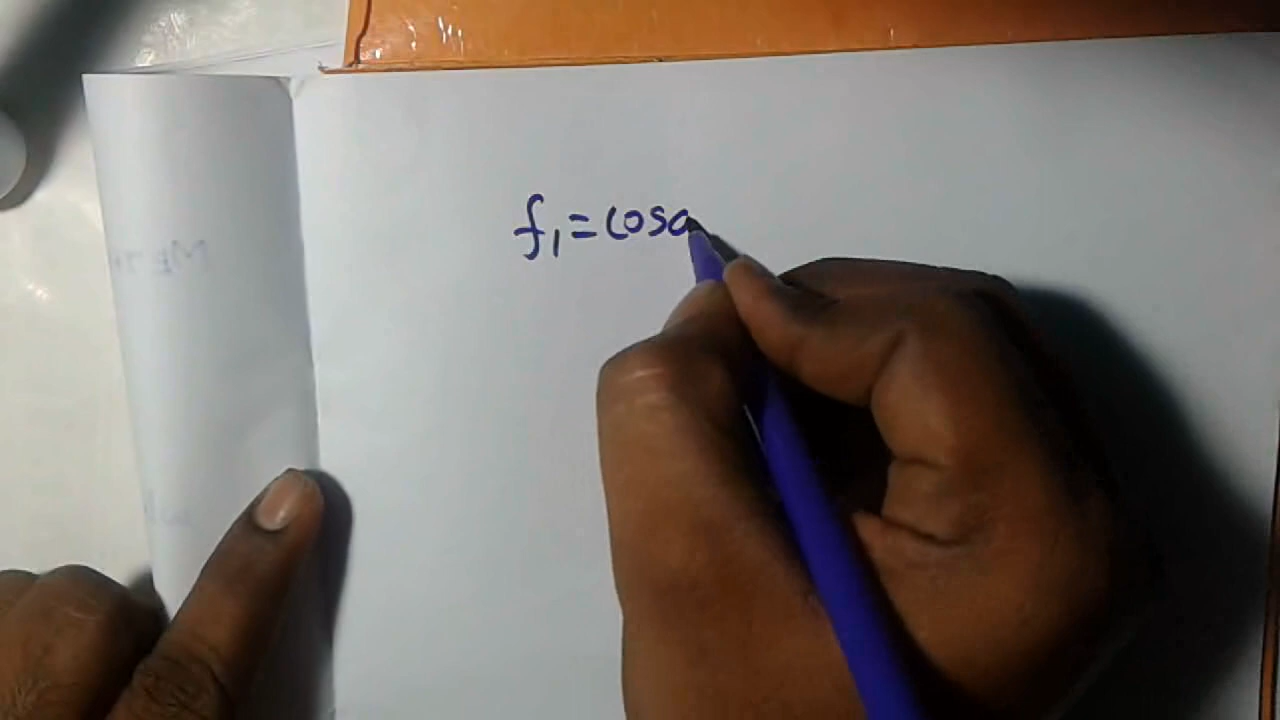 f₁ = cosa